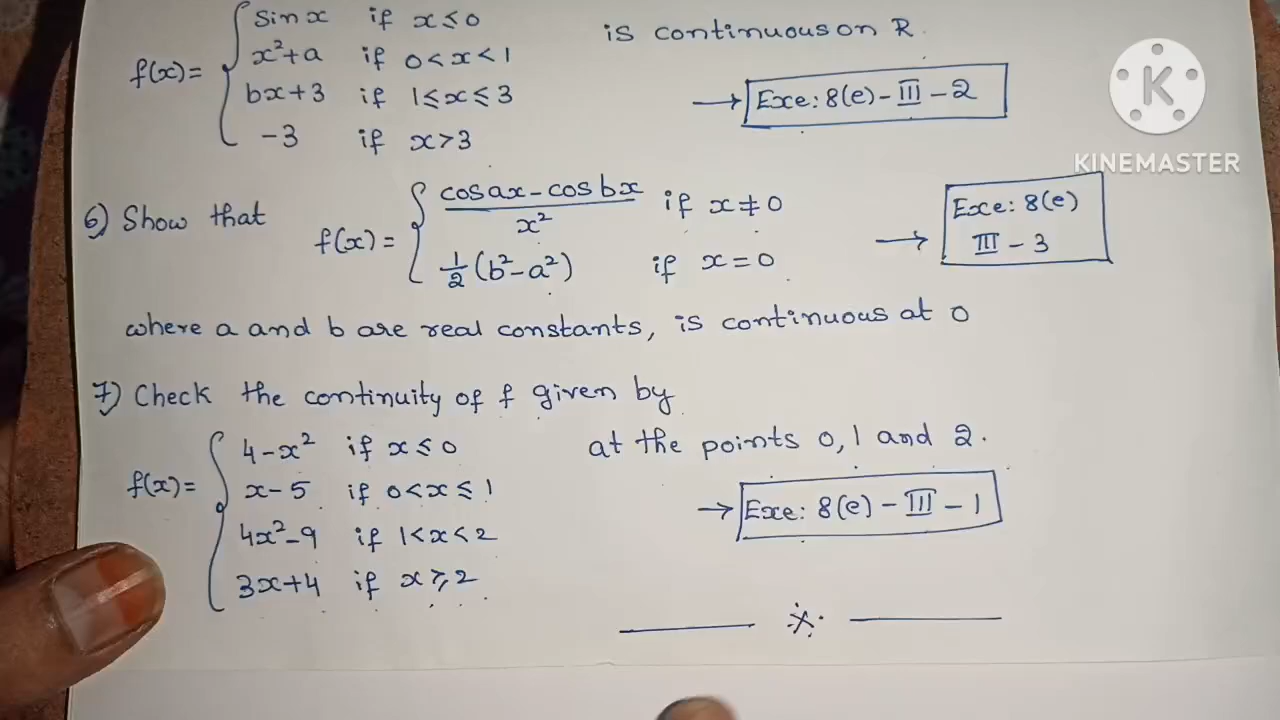 f(x) = { sin x if x ≤ 0 is continuous on R.
x² + a if 0 < x < 1
bx + 3 if 1 ≤ x ≤ 3 → Exe: 8(e) - III - 2
-3 if x > 3
K
KINEMASTER
6) Show that f(x) = { cos ax - cos bx / x² if x ≠ 0 → Exe: 8(e)
½ (b² - a²) if x = 0 III - 3
where a and b are real constants, is continuous at 0
7) Check the continuity of f given by
f(x) = { 4 - x² if x ≤ 0 at the points 0, 1 and 2.
x - 5 if 0 < x ≤ 1 → Exe: 8(e) - III - 1
4x² - 9 if 1 < x < 2
3x + 4 if x ≥ 2